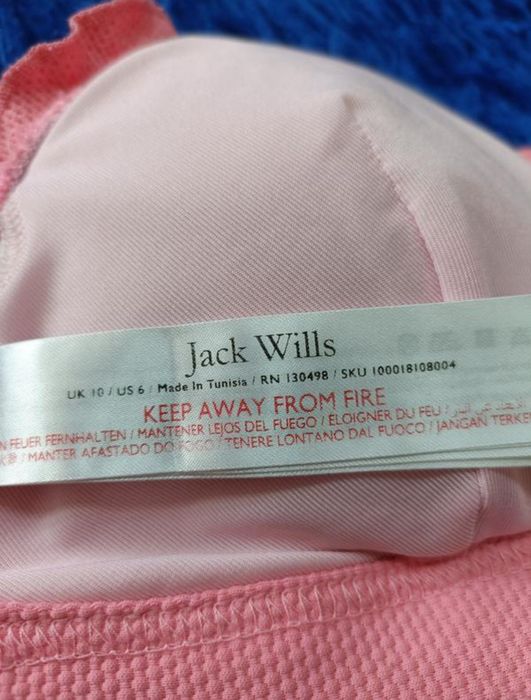 Jack Wills
UK 10 / US 6 / Made In Tunisia / RN 130498 / SKU 100018108004
KEEP AWAY FROM FIRE
FEUER FERNHALTEN / MANTENER LEJOS DEL FUEGO / ÉLOIGNER DU FEU /
/ MANTER AFASTADO DO FOGO / TENERE LONTANO DAL FUOCO / JANGAN